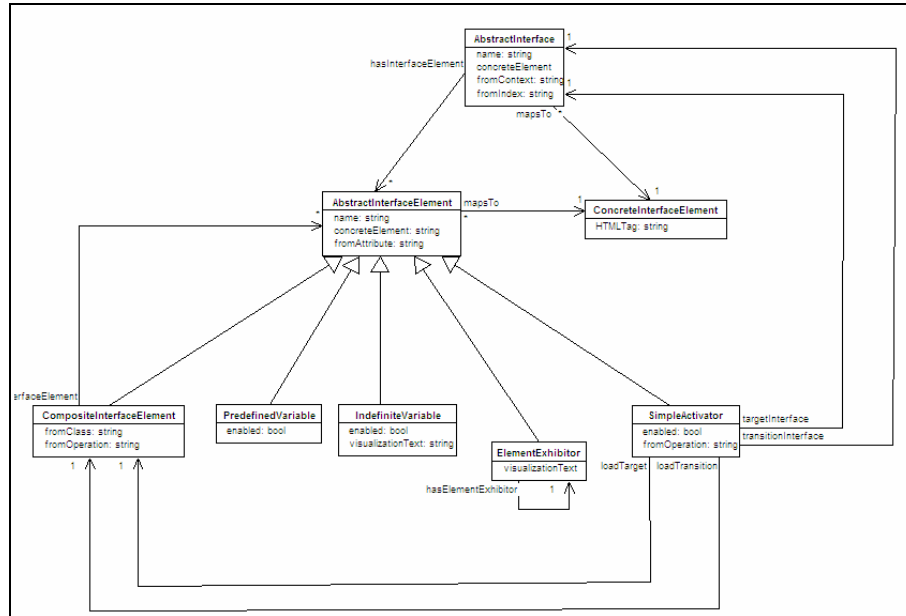 AbstractInterface
1
name: string
concreteElement
fromContext: string
fromIndex: string
1
hasInterfaceElement
mapsTo
*
*
1
AbstractInterfaceElement
name: string
concreteElement: string
fromAttribute: string
mapsTo
*
1
*
ConcreteInterfaceElement
HTMLTag: string
erfaceElement
CompositeInterfaceElement
fromClass: string
fromOperation: string
1
1
PredefinedVariable
enabled: bool
IndefiniteVariable
enabled: bool
visualizationText: string
ElementExhibitor
visualizationText
hasElementExhibitor
1
SimpleActivator
enabled: bool
fromOperation: string
targetInterface
transitionInterface
loadTarget
loadTransition